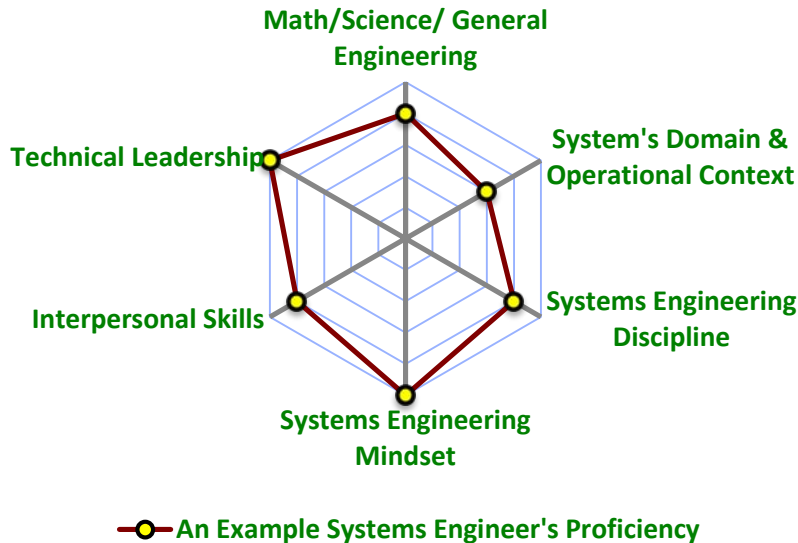 Math/Science/ General
Engineering
System's Domain &
Operational Context
Technical Leadership
Systems Engineering
Discipline
Interpersonal Skills
Systems Engineering
Mindset
An Example Systems Engineer's Proficiency